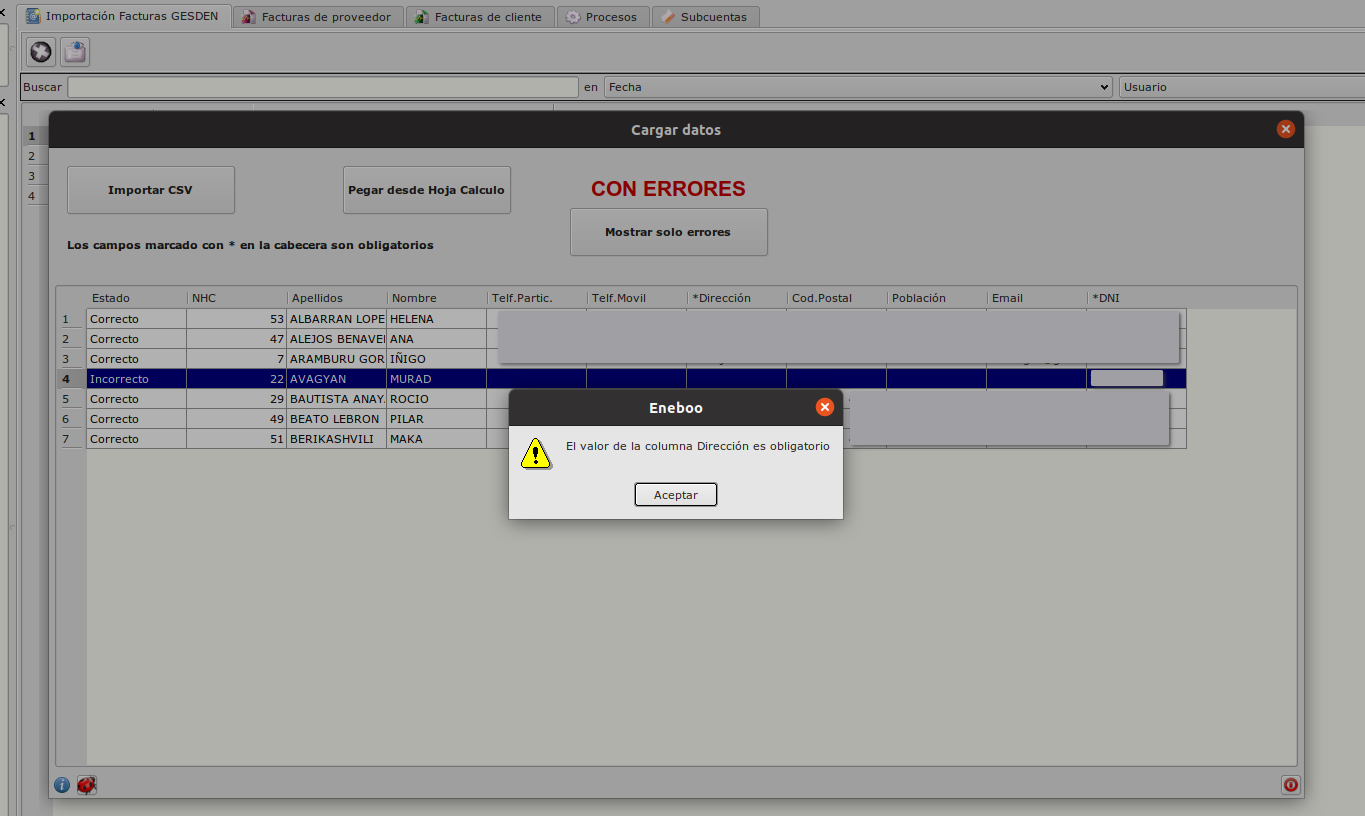 Importación Facturas GESDEN Facturas de proveedor Facturas de cliente Procesos Subcuentas
Buscar en Fecha Usuario
1
2
3
4
Cargar datos
Importar CSV Pegar desde Hoja Calculo CON ERRORES
Mostrar solo errores
Los campos marcado con * en la cabecera son obligatorios
Estado NHC Apellidos Nombre Telf.Partic. Telf.Movil *Dirección Cod.Postal Población Email *DNI
1 Correcto 53 ALBARRAN LOPE HELENA
2 Correcto 47 ALEJOS BENAVE ANA
3 Correcto 7 ARAMBURU GOR IÑIGO
4 Incorrecto 22 AVAGYAN MURAD
5 Correcto 29 BAUTISTA ANAY ROCIO
6 Correcto 49 BEATO LEBRON PILAR
7 Correcto 51 BERIKASHVILI MAKA
Eneboo
El valor de la columna Dirección es obligatorio
Aceptar